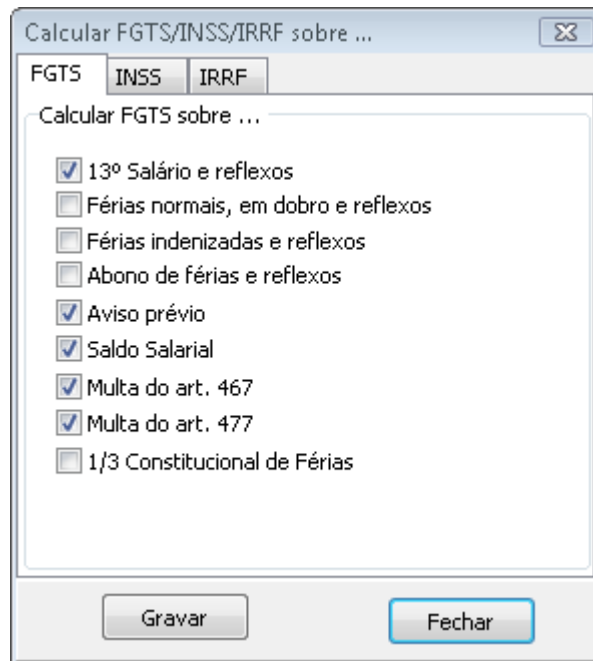 Calcular FGTS/INSS/IRRF sobre ...
FGTS INSS IRRF
Calcular FGTS sobre ...
13º Salário e reflexos
Férias normais, em dobro e reflexos
Férias indenizadas e reflexos
Abono de férias e reflexos
Aviso prévio
Saldo Salarial
Multa do art. 467
Multa do art. 477
1/3 Constitucional de Férias
Gravar Fechar